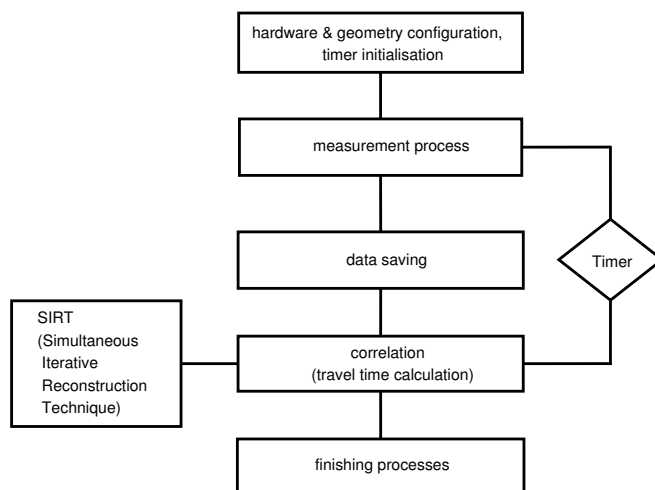 hardware & geometry configuration,
timer initialisation
measurement process
data saving
Timer
SIRT
(Simultaneous
Iterative
Reconstruction
Technique)
correlation
(travel time calculation)
finishing processes